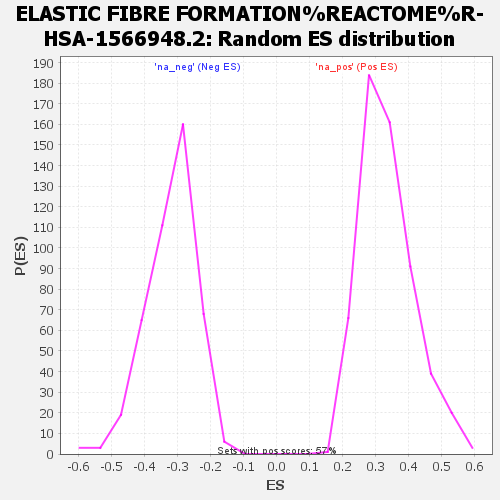 ELASTIC FIBRE FORMATION%REACTOME%R-
HSA-1566948.2: Random ES distribution
'na_neg' (Neg ES)
'na_pos' (Pos ES)
190
180
170
160
150
140
130
120
110
100
90
80
70
60
50
40
30
20
10
0
P(ES)
Sets with pos scores: 57%
-0.6 -0.5 -0.4 -0.3 -0.2 -0.1 0.0 0.1 0.2 0.3 0.4 0.5 0.6
ES